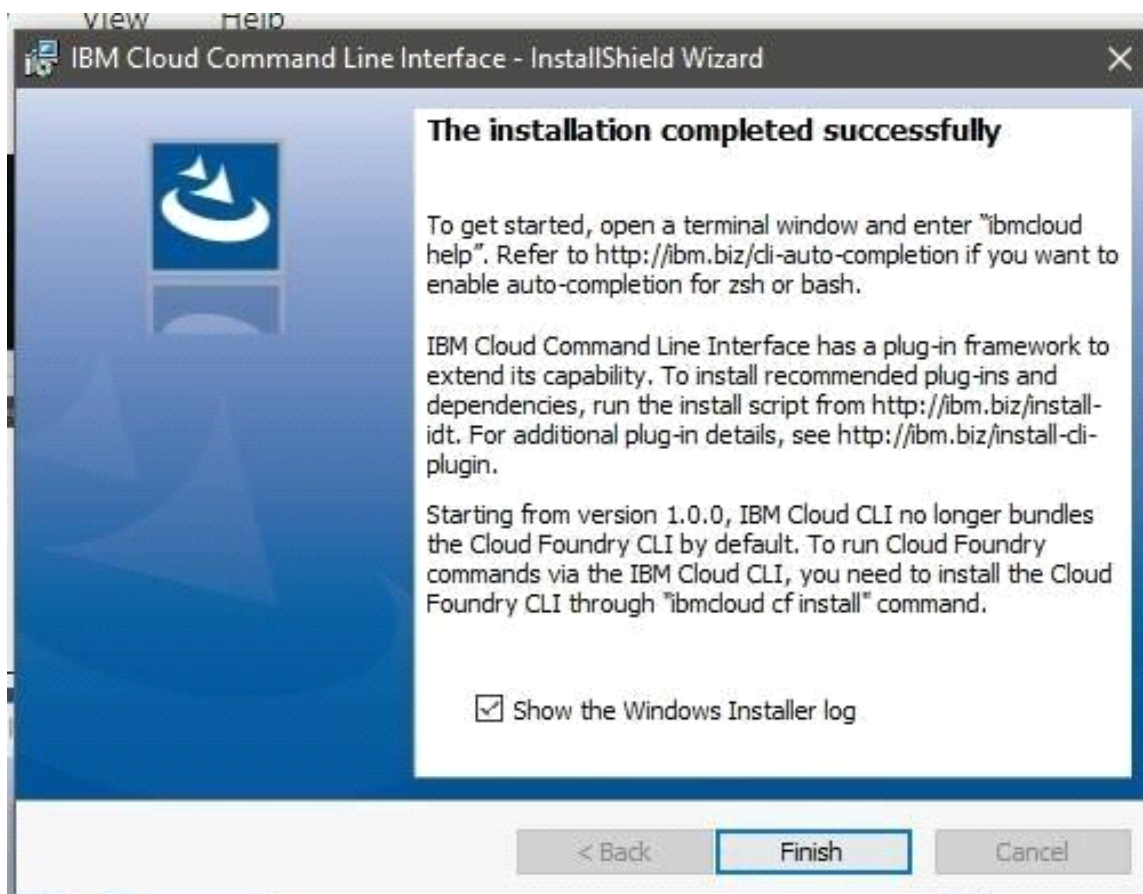 View Help
IBM Cloud Command Line Interface - InstallShield Wizard
The installation completed successfully
To get started, open a terminal window and enter “ibmcloud
help”. Refer to http://ibm.biz/cli-auto-completion if you want to
enable auto-completion for zsh or bash.
IBM Cloud Command Line Interface has a plug-in framework to
extend its capability. To install recommended plug-ins and
dependencies, run the install script from http://ibm.biz/install-
idt. For additional plug-in details, see http://ibm.biz/install-cli-
plugin.
Starting from version 1.0.0, IBM Cloud CLI no longer bundles
the Cloud Foundry CLI by default. To run Cloud Foundry
commands via the IBM Cloud CLI, you need to install the Cloud
Foundry CLI through "ibmcloud cf install" command.
Show the Windows Installer log
< Back Finish Cancel